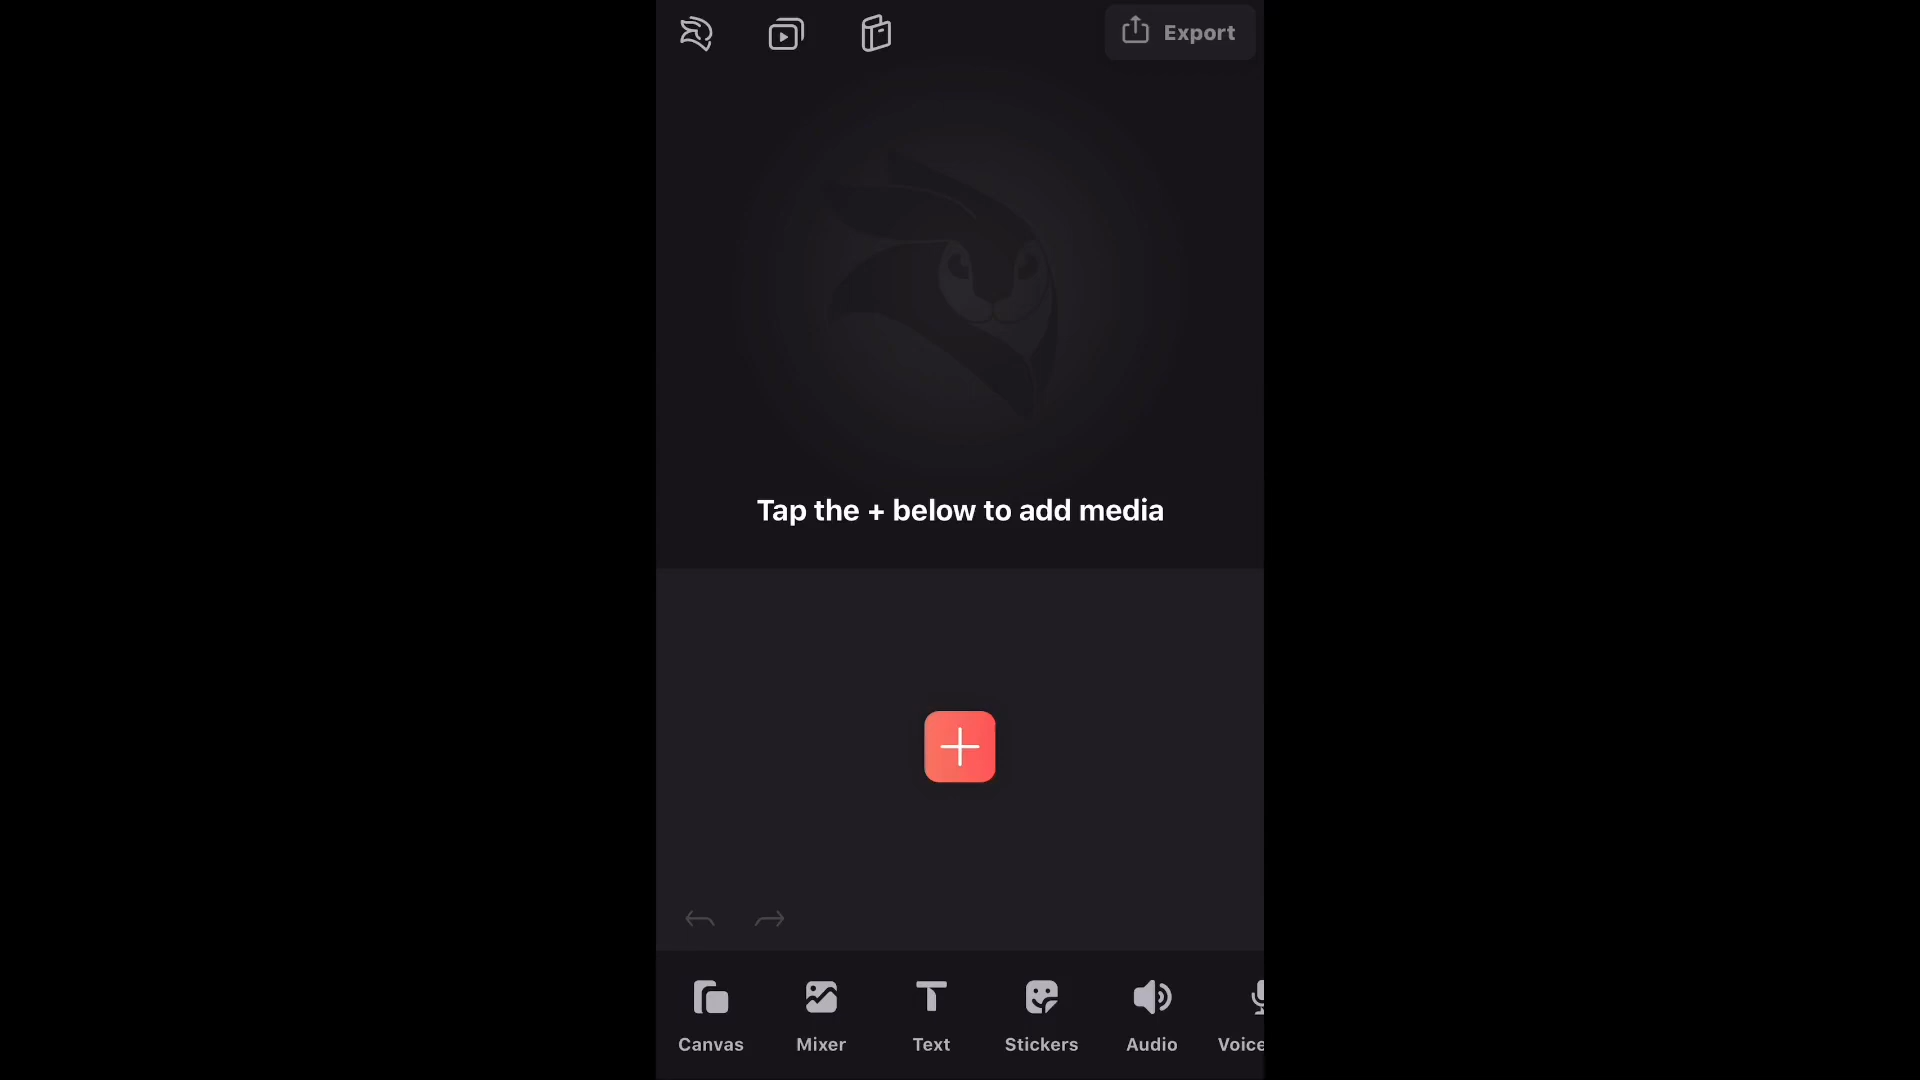 Export
Tap the + below to add media
Canvas Mixer Text Stickers Audio Voice